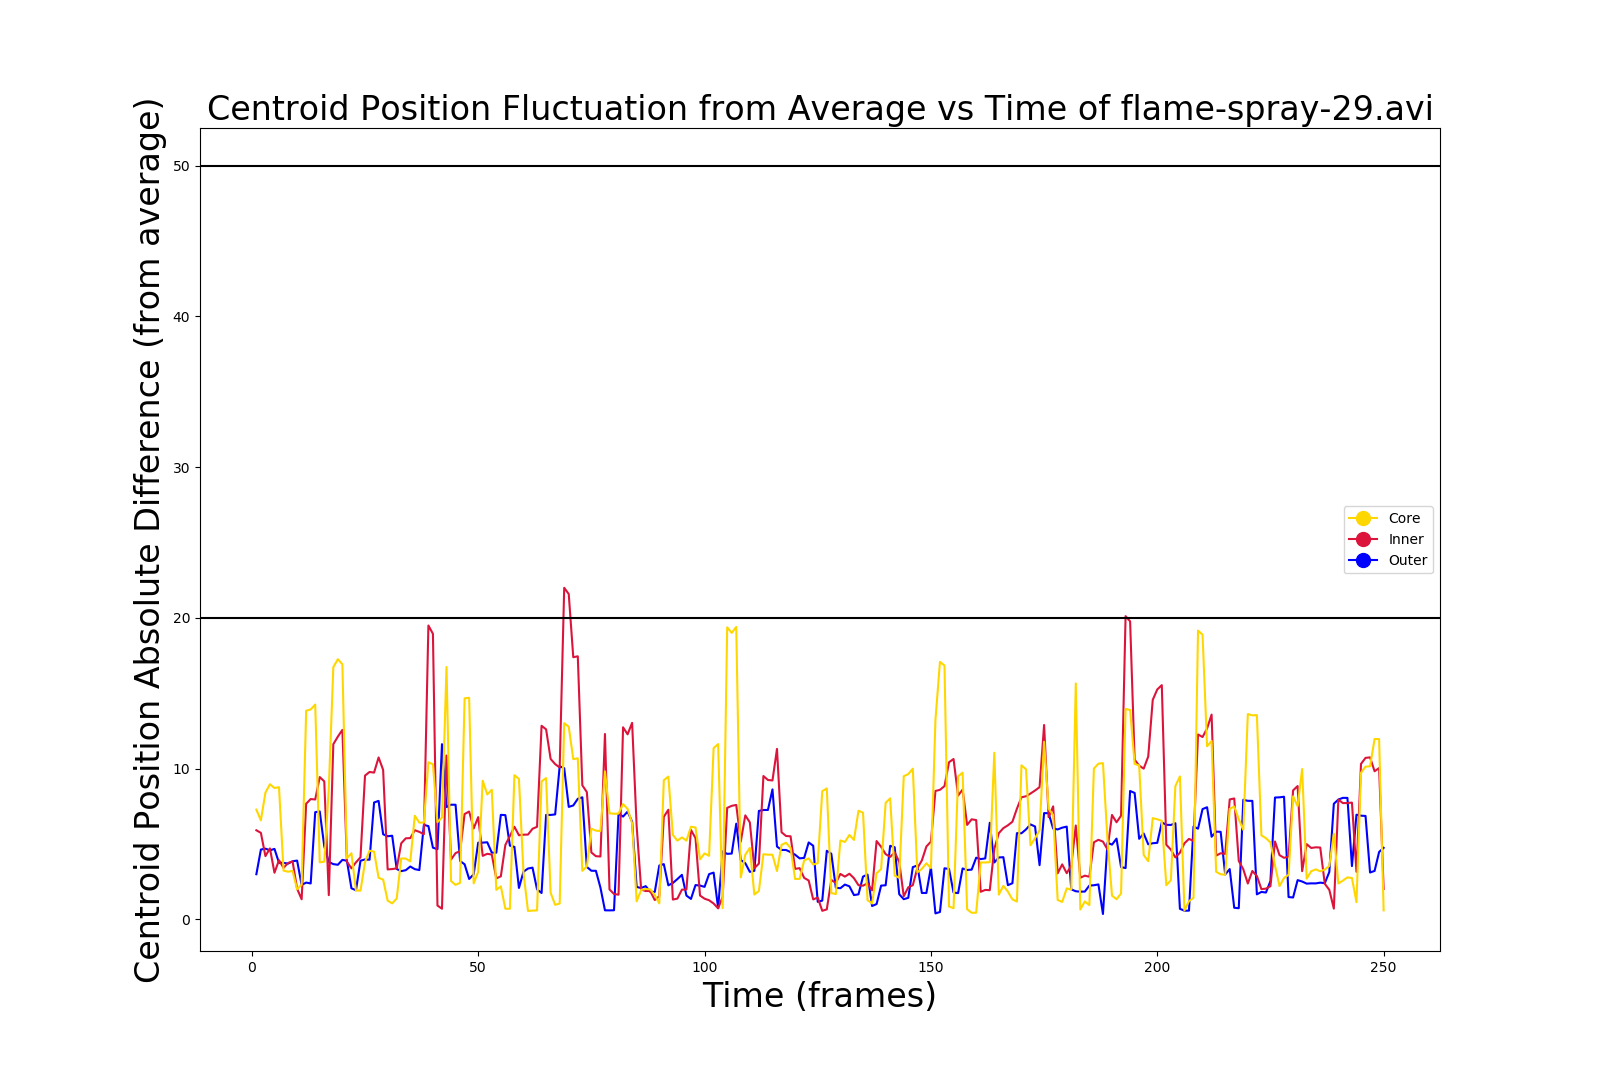 Centroid Position Fluctuation from Average vs Time of flame-spray-29.avi
Centroid Position Absolute Difference (from average)
50
40
30
20
10
0
Core
Inner
Outer
0 50 100 150 200 250
Time (frames)